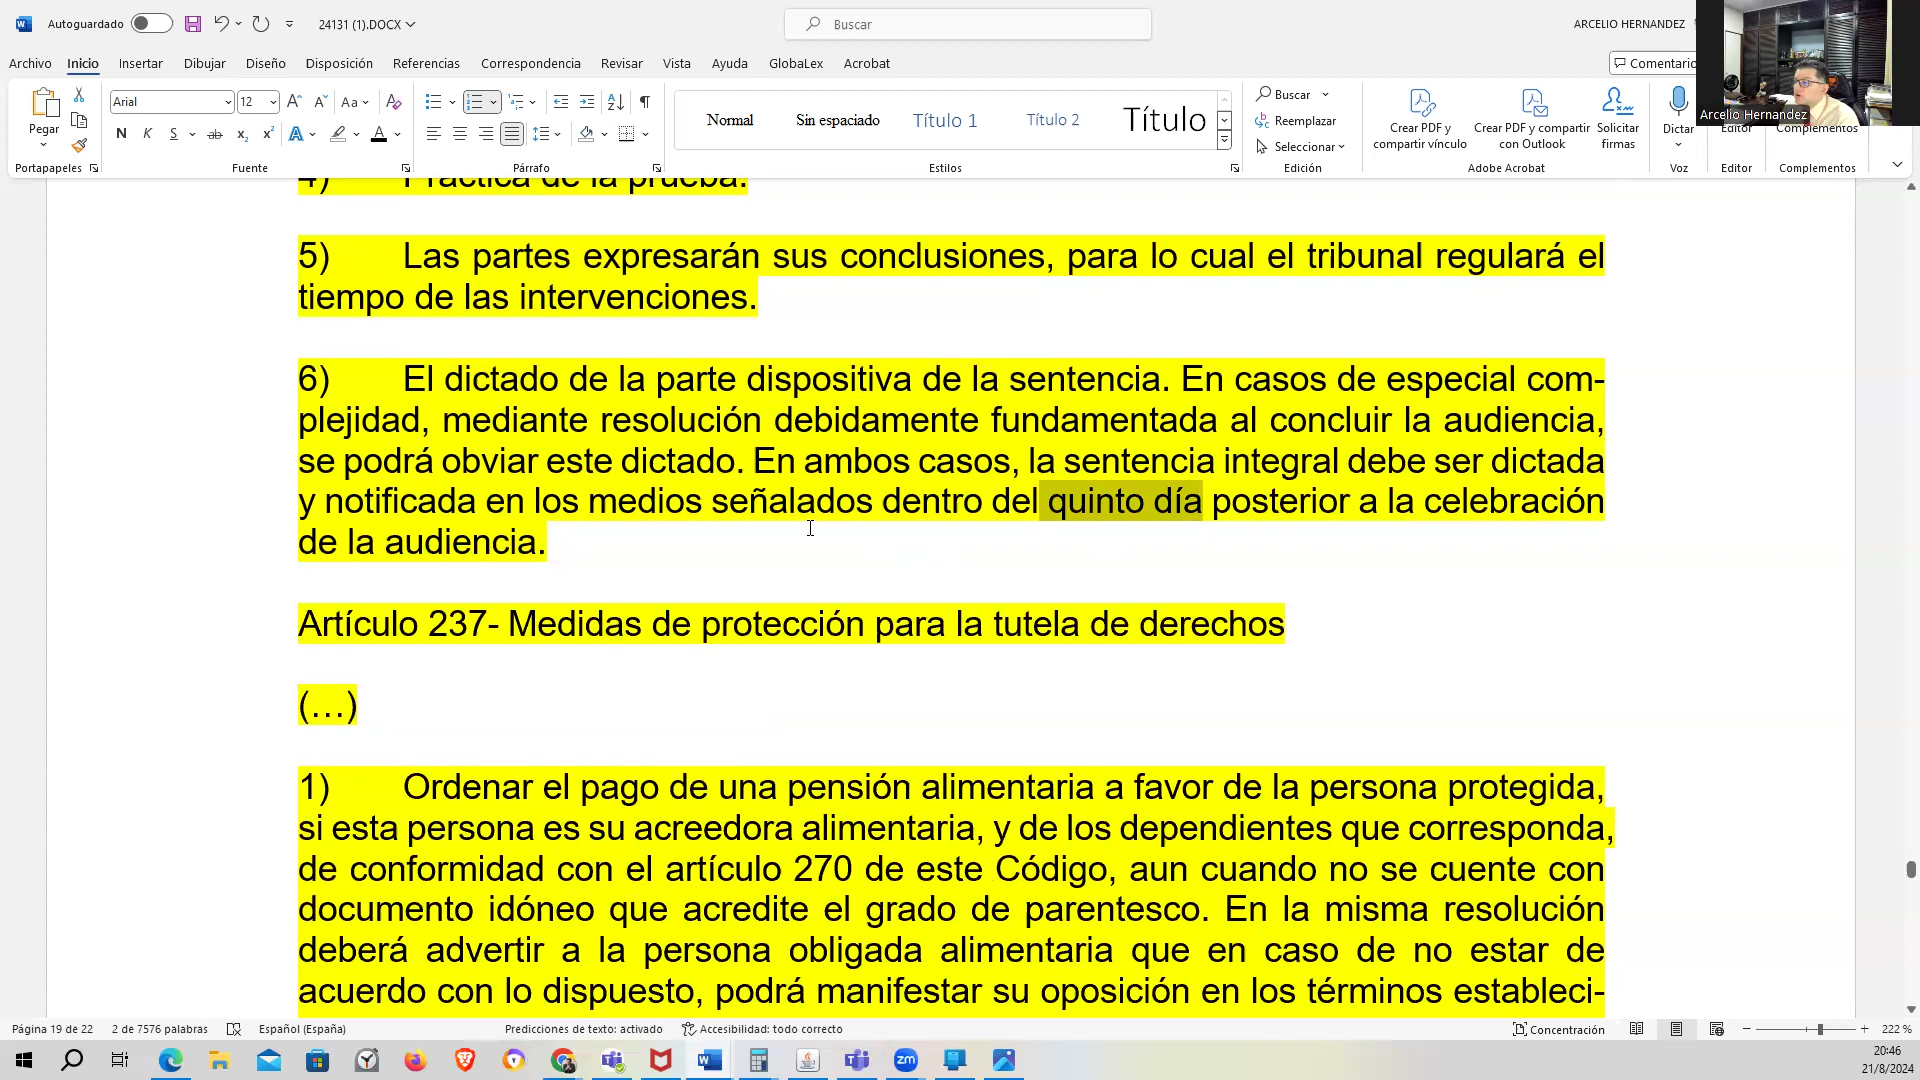 Autoguardado
24131 (1).DOCX
Buscar
ARCELIO HERNANDEZ
Archivo Inicio Insertar Dibujar Diseño Disposición Referencias Correspondencia Revisar Vista Ayuda GlobaLex Acrobat
Comentario
Pegar
Arial 12
Aa
N K S ab x₂ x²
Normal Sin espaciado Título 1 Título 2 Título
Buscar
Reemplazar
Seleccionar
Crear PDF y compartir vínculo
Crear PDF y compartir con Outlook
Solicitar firmas
Dictar
Editor
Complementos
Arcelio Hernandez
Portapapeles Fuente Párrafo Estilos Edición Adobe Acrobat Voz Editor Complementos
4) Práctica de la prueba.
5) Las partes expresarán sus conclusiones, para lo cual el tribunal regulará el
tiempo de las intervenciones.
6) El dictado de la parte dispositiva de la sentencia. En casos de especial com-
plejidad, mediante resolución debidamente fundamentada al concluir la audiencia,
se podrá obviar este dictado. En ambos casos, la sentencia integral debe ser dictada
y notificada en los medios señalados dentro del quinto día posterior a la celebración
de la audiencia.
Artículo 237- Medidas de protección para la tutela de derechos
(…)
1) Ordenar el pago de una pensión alimentaria a favor de la persona protegida,
si esta persona es su acreedora alimentaria, y de los dependientes que corresponda,
de conformidad con el artículo 270 de este Código, aun cuando no se cuente con
documento idóneo que acredite el grado de parentesco. En la misma resolución
deberá advertir a la persona obligada alimentaria que en caso de no estar de
acuerdo con lo dispuesto, podrá manifestar su oposición en los términos estableci-
Página 19 de 22 2 de 7576 palabras Español (España) Predicciones de texto: activado Accesibilidad: todo correcto Concentración 222 %
zm
20:46
21/8/2024